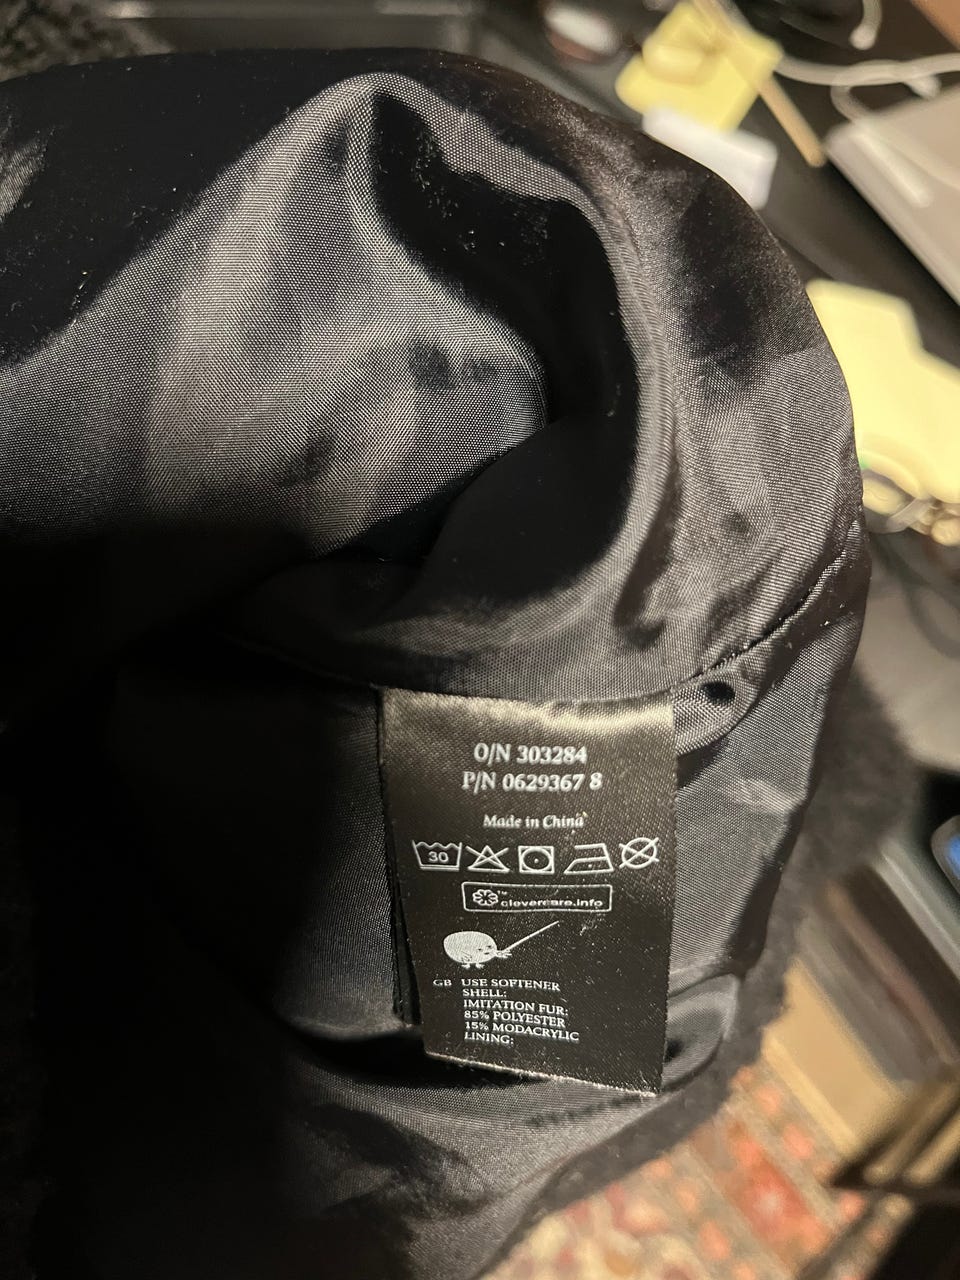 O/N 303284
P/N 0629367 8
Made in China
30
™ clevercare.info
GB USE SOFTENER
SHELL:
IMITATION FUR:
85% POLYESTER
15% MODACRYLIC
LINING: